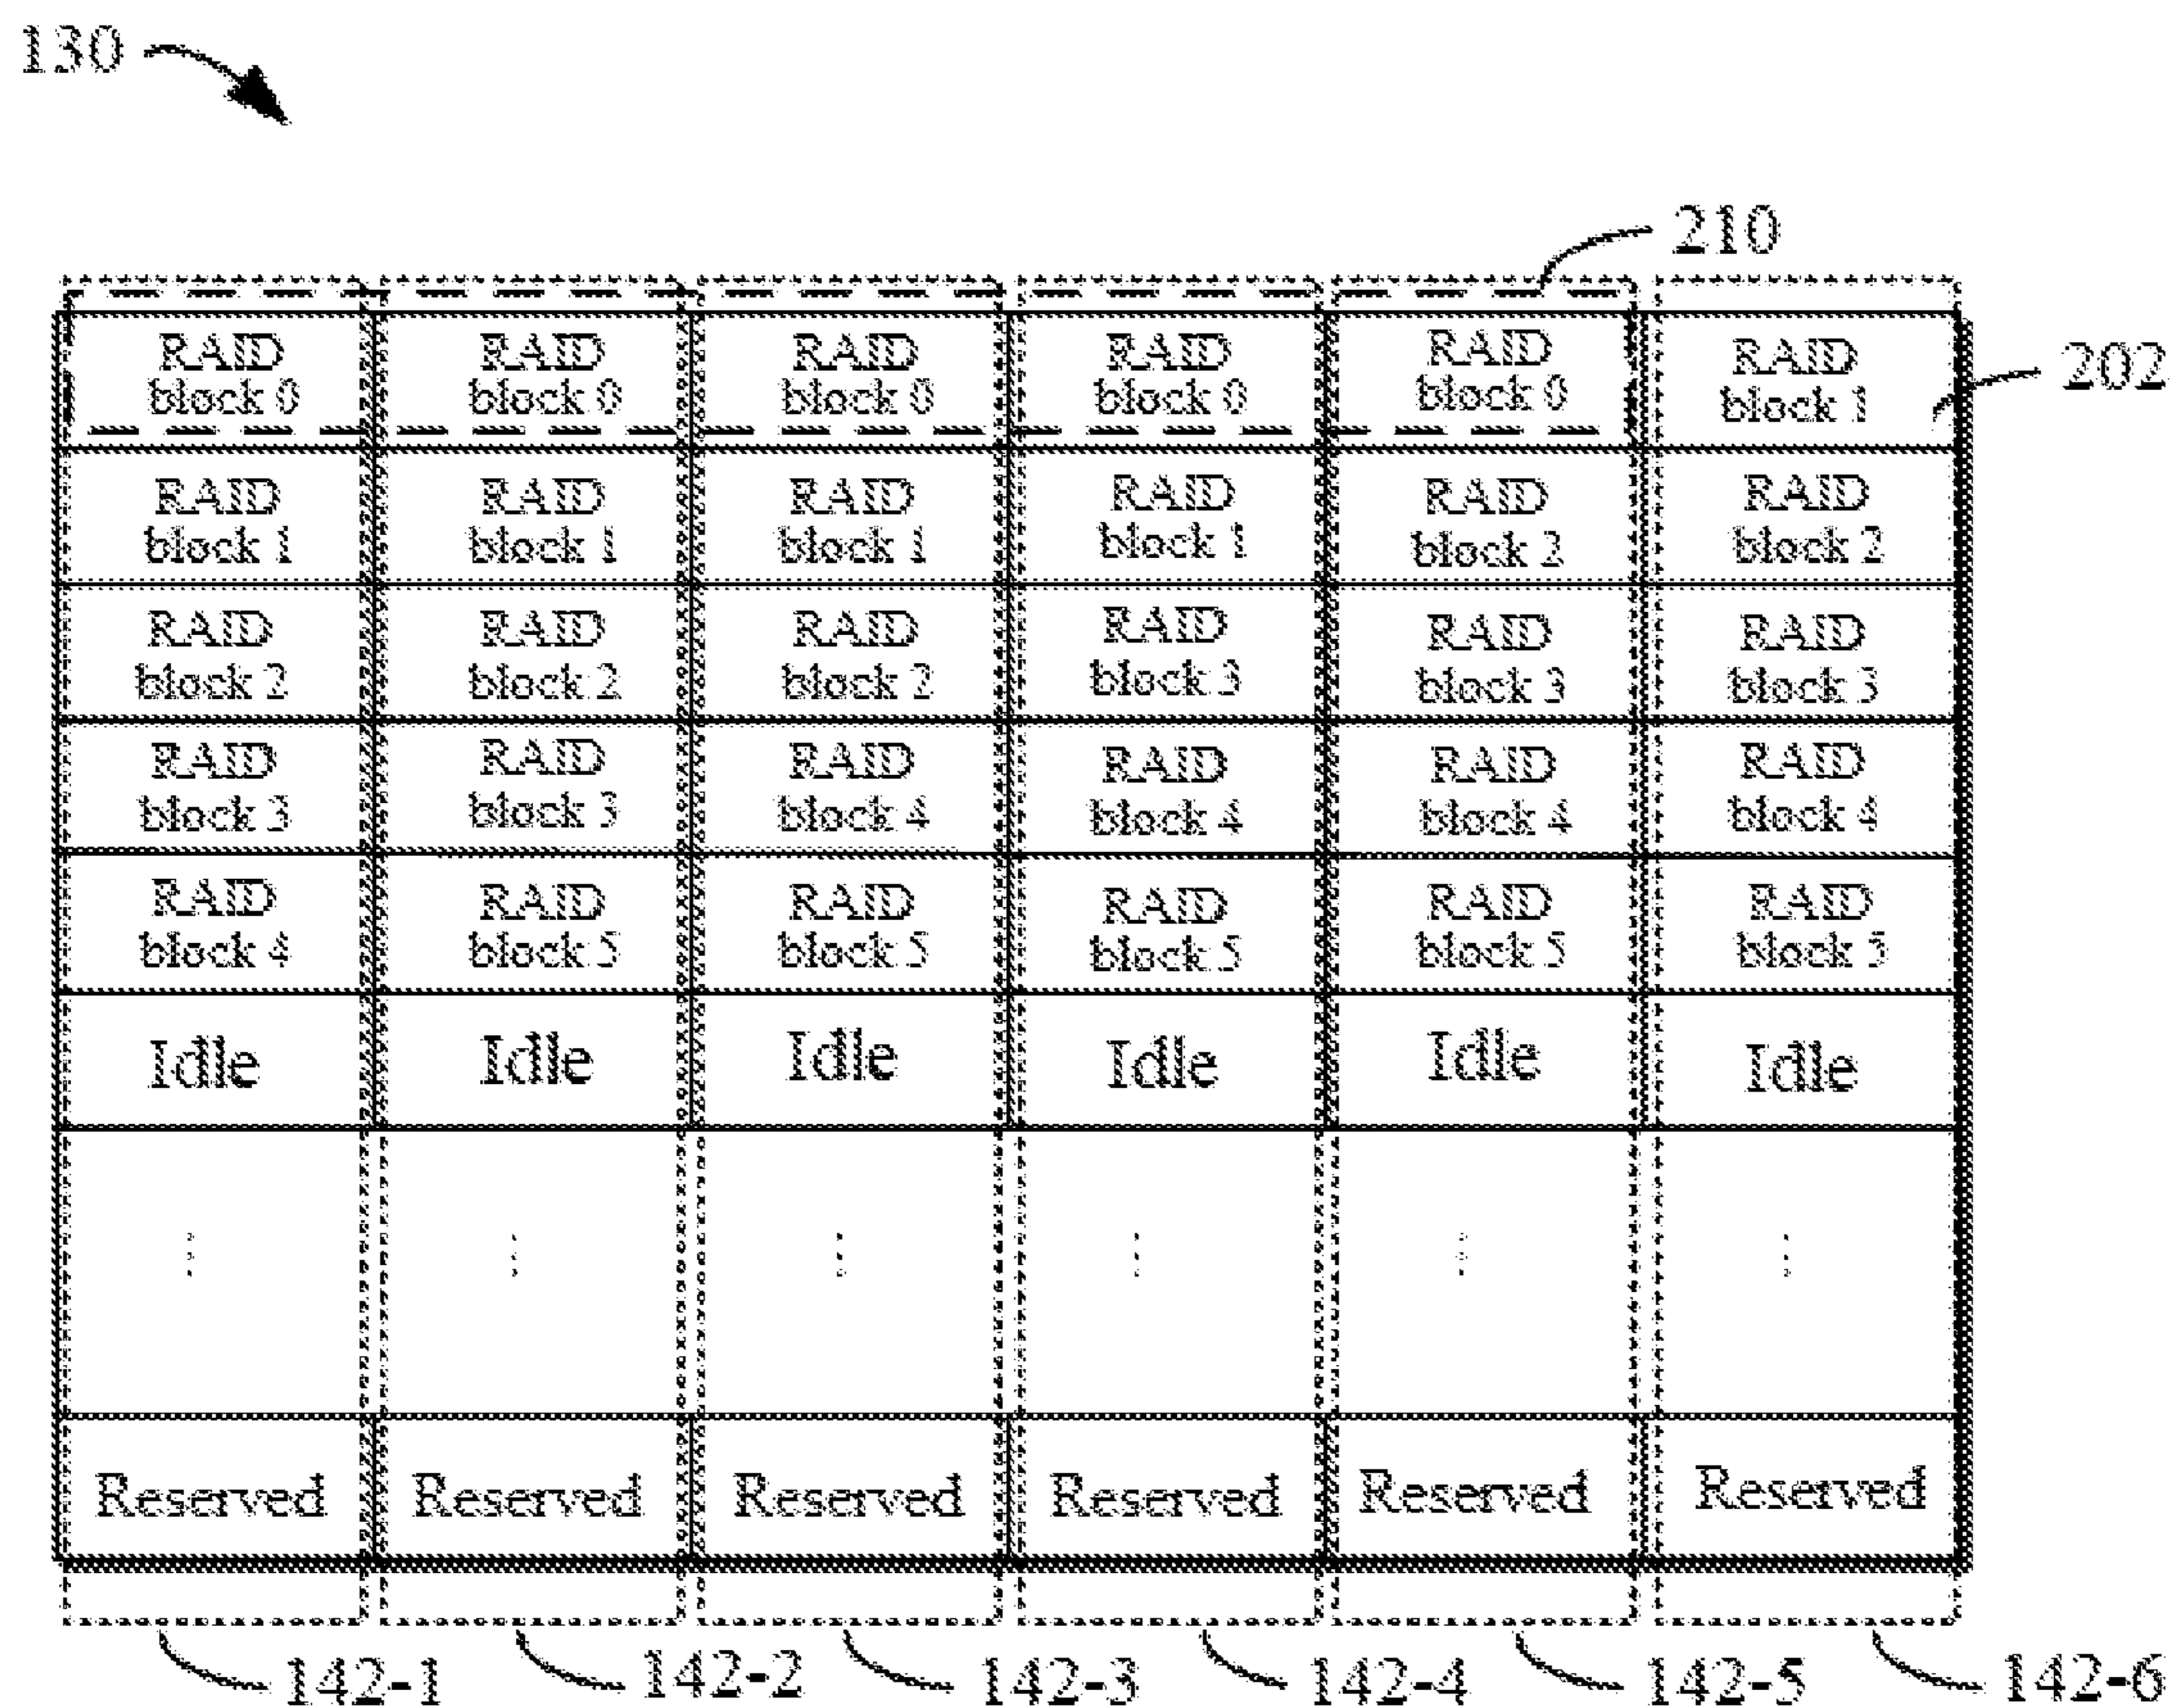 130
210
202
RAID RAID RAID RAID RAID RAID
block 0 block 0 block 0 block 0 block 0 block 1
RAID RAID RAID RAID RAID RAID
block 1 block 1 block 1 block 1 block 2 block 2
RAID RAID RAID RAID RAID RAID
block 2 block 2 block 2 block 3 block 3 block 3
RAID RAID RAID RAID RAID RAID
block 3 block 3 block 4 block 4 block 4 block 4
RAID RAID RAID RAID RAID RAID
block 4 block 5 block 5 block 5 block 5 block 3
Idle Idle Idle Idle Idle Idle
Reserved Reserved Reserved Reserved Reserved Reserved
142-1 142-2 142-3 142-4 142-5 142-6